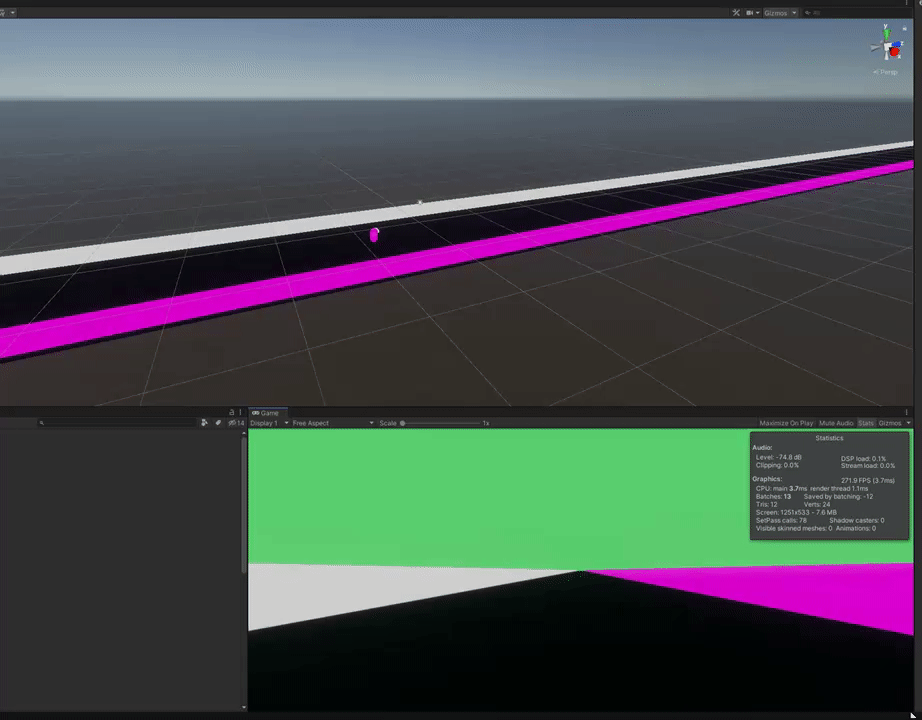 Gizmos
y
z
x
Persp
14
Game
Display 1
Free Aspect
Scale
1x
Maximize On Play
Mute Audio
Stats
Gizmos
Statistics
Audio:
Level: -74.8 dB
DSP load: 0.1%
Clipping: 0.0%
Stream load: 0.0%
Graphics:
271.9 FPS (3.7ms)
CPU: main 3.7ms render thread 1.1ms
Batches: 13
Saved by batching: -12
Tris: 12
Verts: 24
Screen: 1251x533 - 7.6 MB
SetPass calls: 78
Shadow casters: 0
Visible skinned meshes: 0 Animations: 0